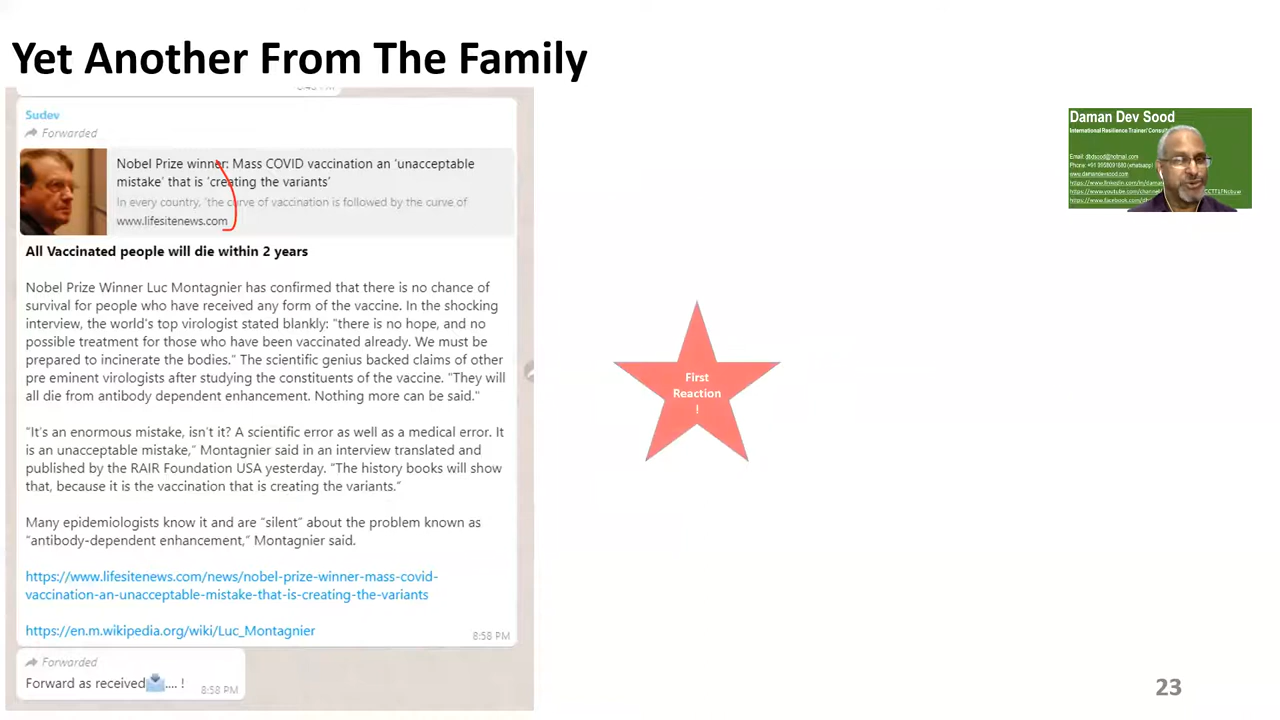 Yet Another From The Family
Sudev
Forwarded
Nobel Prize winner: Mass COVID vaccination an 'unacceptable
mistake' that is 'creating the variants'
In every country, 'the curve of vaccination is followed by the curve of
www.lifesitenews.com
All Vaccinated people will die within 2 years
Nobel Prize Winner Luc Montagnier has confirmed that there is no chance of
survival for people who have received any form of the vaccine. In the shocking
interview, the world's top virologist stated blankly: "there is no hope, and no
possible treatment for those who have been vaccinated already. We must be
prepared to incinerate the bodies." The scientific genius backed claims of other
pre eminent virologists after studying the constituents of the vaccine. "They will
all die from antibody dependent enhancement. Nothing more can be said."
"It's an enormous mistake, isn't it? A scientific error as well as a medical error. It
is an unacceptable mistake," Montagnier said in an interview translated and
published by the RAIR Foundation USA yesterday. "The history books will show
that, because it is the vaccination that is creating the variants."
Many epidemiologists know it and are "silent" about the problem known as
"antibody-dependent enhancement," Montagnier said.
https://www.lifesitenews.com/news/nobel-prize-winner-mass-covid-
vaccination-an-unacceptable-mistake-that-is-creating-the-variants
https://en.m.wikipedia.org/wiki/Luc_Montagnier
8:58 PM
Forwarded
Forward as received.... !
8:58 PM
First
Reaction
!
Daman Dev Sood
International Resilience Trainer/
Email: dbdsood@hotmail.com
www.damandevsood.com
23